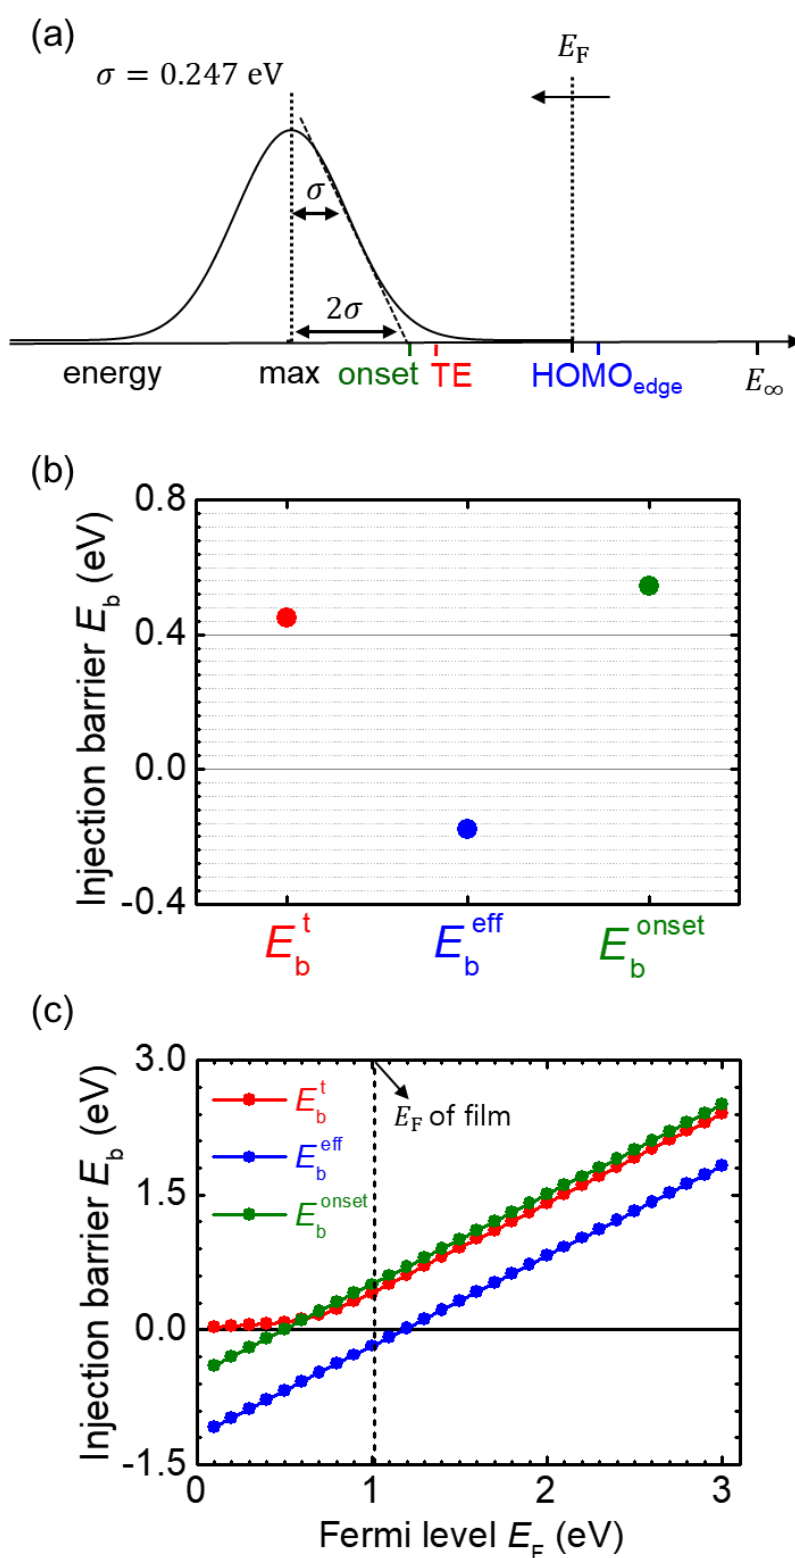 (a)
σ = 0.247 eV
E_F
σ
2σ
energy max onset TE HOMO_edge E_∞
(b)
Injection barrier E_b (eV)
0.8
0.4
0.0
-0.4
E_b^t E_b^eff E_b^onset
(c)
Injection barrier E_b (eV)
3.0
1.5
0.0
-1.5
E_b^t
E_b^eff
E_b^onset
E_F of film
0 1 2 3
Fermi level E_F (eV)